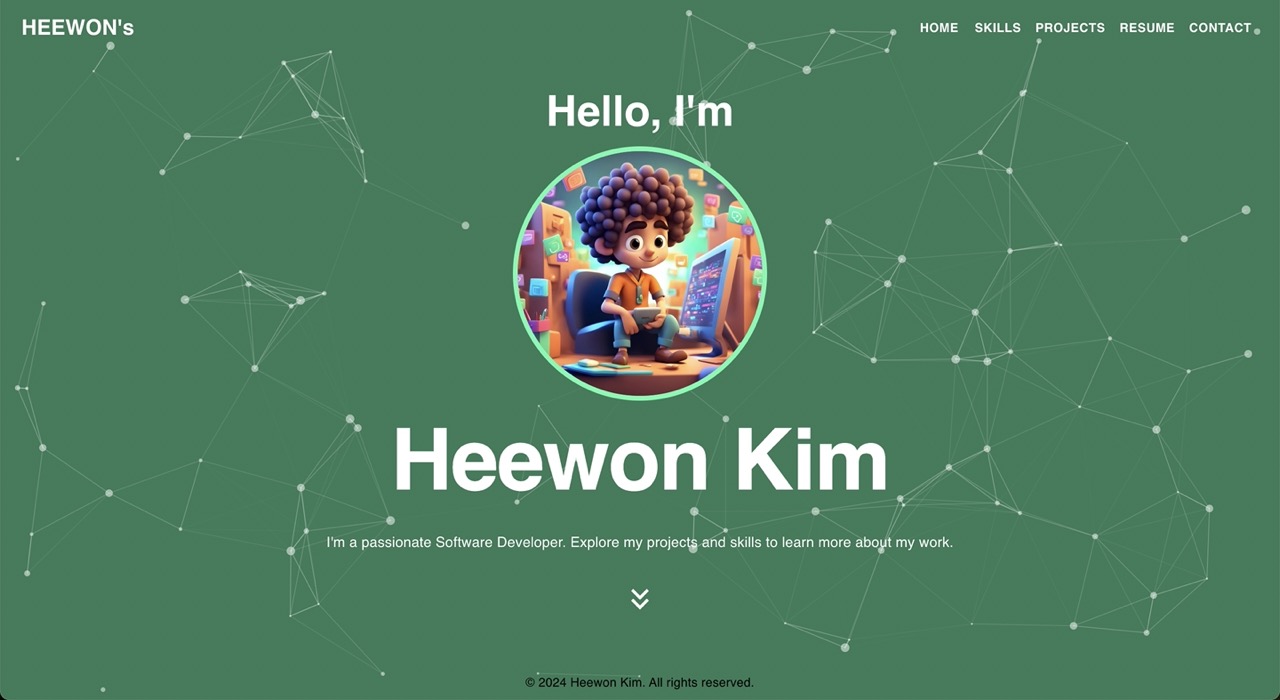 HEEWON's
HOME SKILLS PROJECTS RESUME CONTACT
Hello, I'm
Heewon Kim
I'm a passionate Software Developer. Explore my projects and skills to learn more about my work.
© 2024 Heewon Kim. All rights reserved.